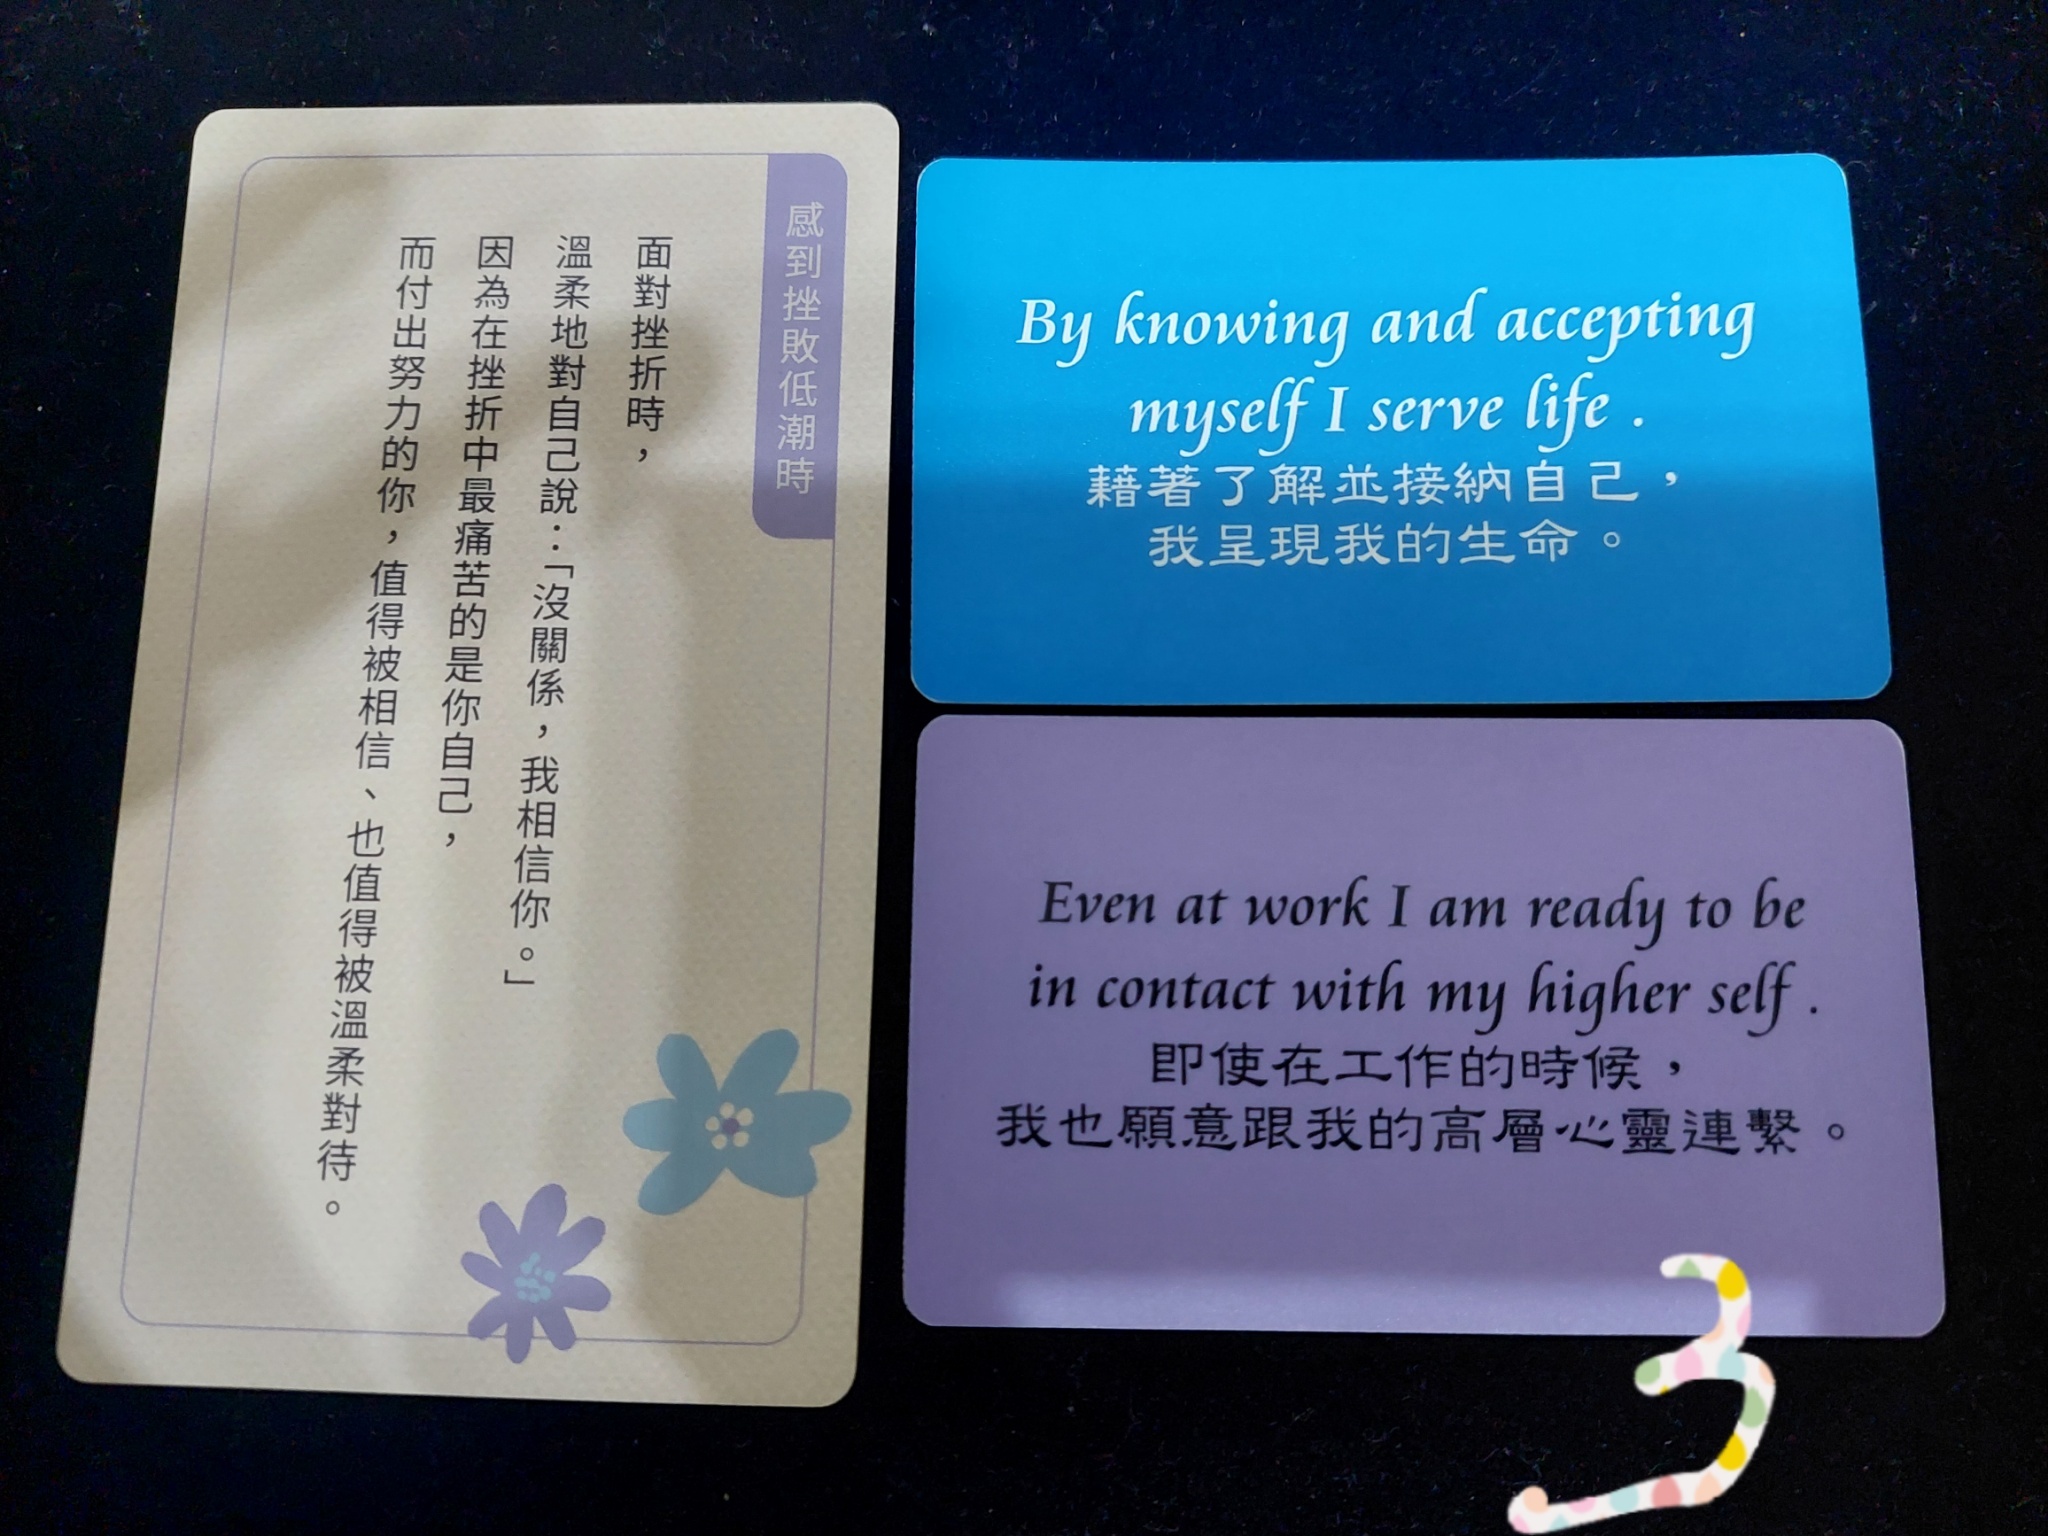 感到挫敗低潮時
面對挫折時，
溫柔地對自己說：「沒關係，我相信你。」
因為在挫折中最痛苦的是你自己，
而付出努力的你，值得被相信、也值得被溫柔對待。
By knowing and accepting
myself I serve life .
藉著了解並接納自己，
我呈現我的生命。
Even at work I am ready to be
in contact with my higher self .
即使在工作的時候，
我也願意跟我的高層心靈連繫。
3